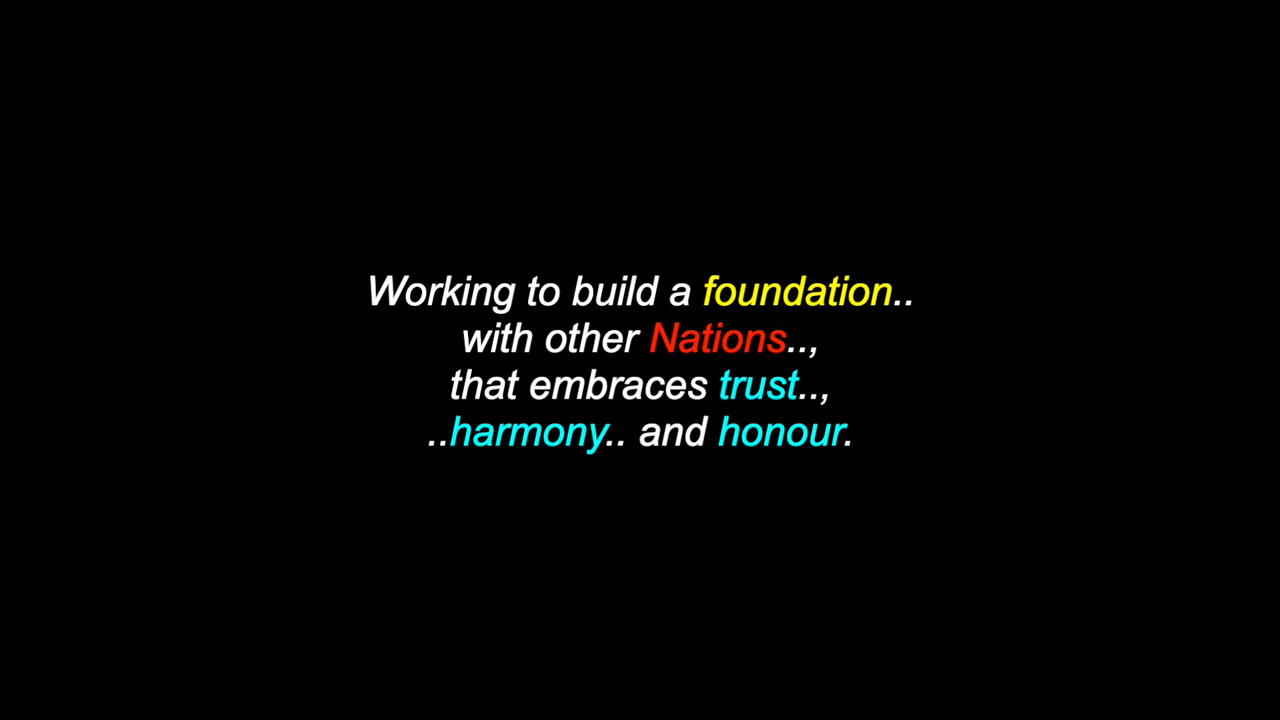 Working to build a foundation..
with other Nations..,
that embraces trust..,
..harmony.. and honour.